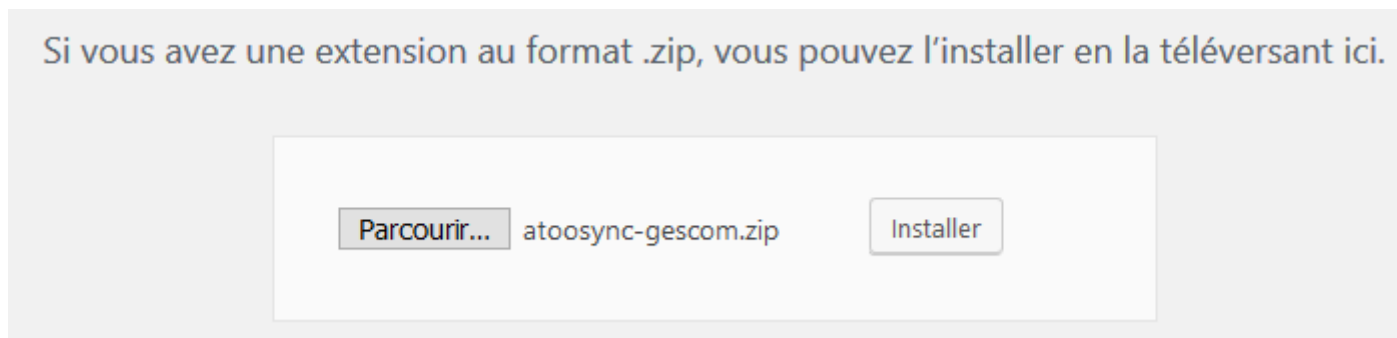 Si vous avez une extension au format .zip, vous pouvez l’installer en la téléversant ici.
Parcourir... atoosync-gescom.zip Installer